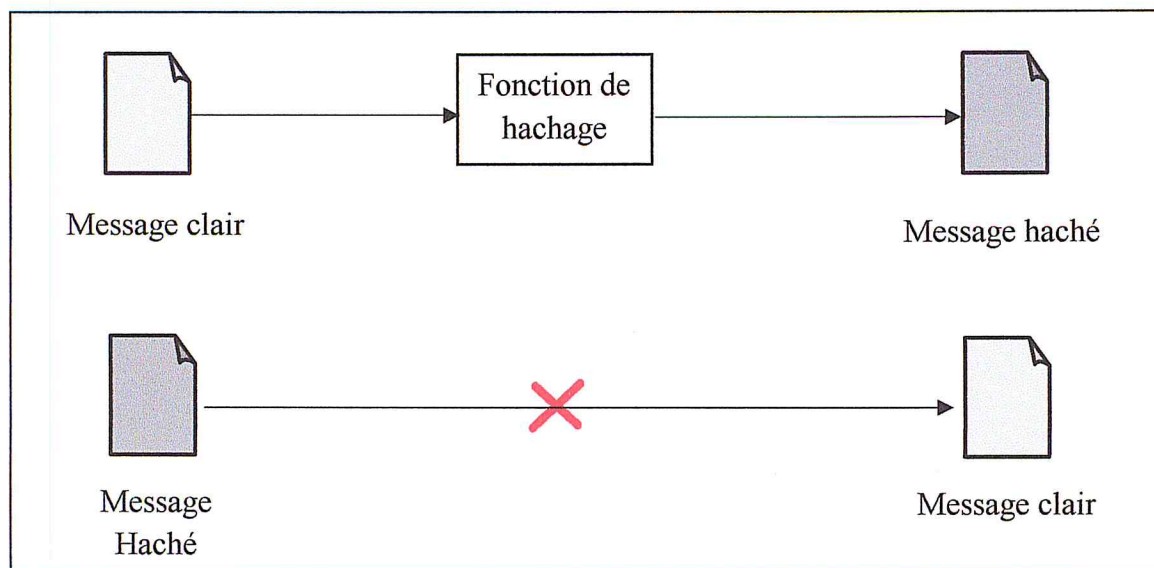 Fonction de
hachage
Message clair
Message haché
Message
Haché
Message clair